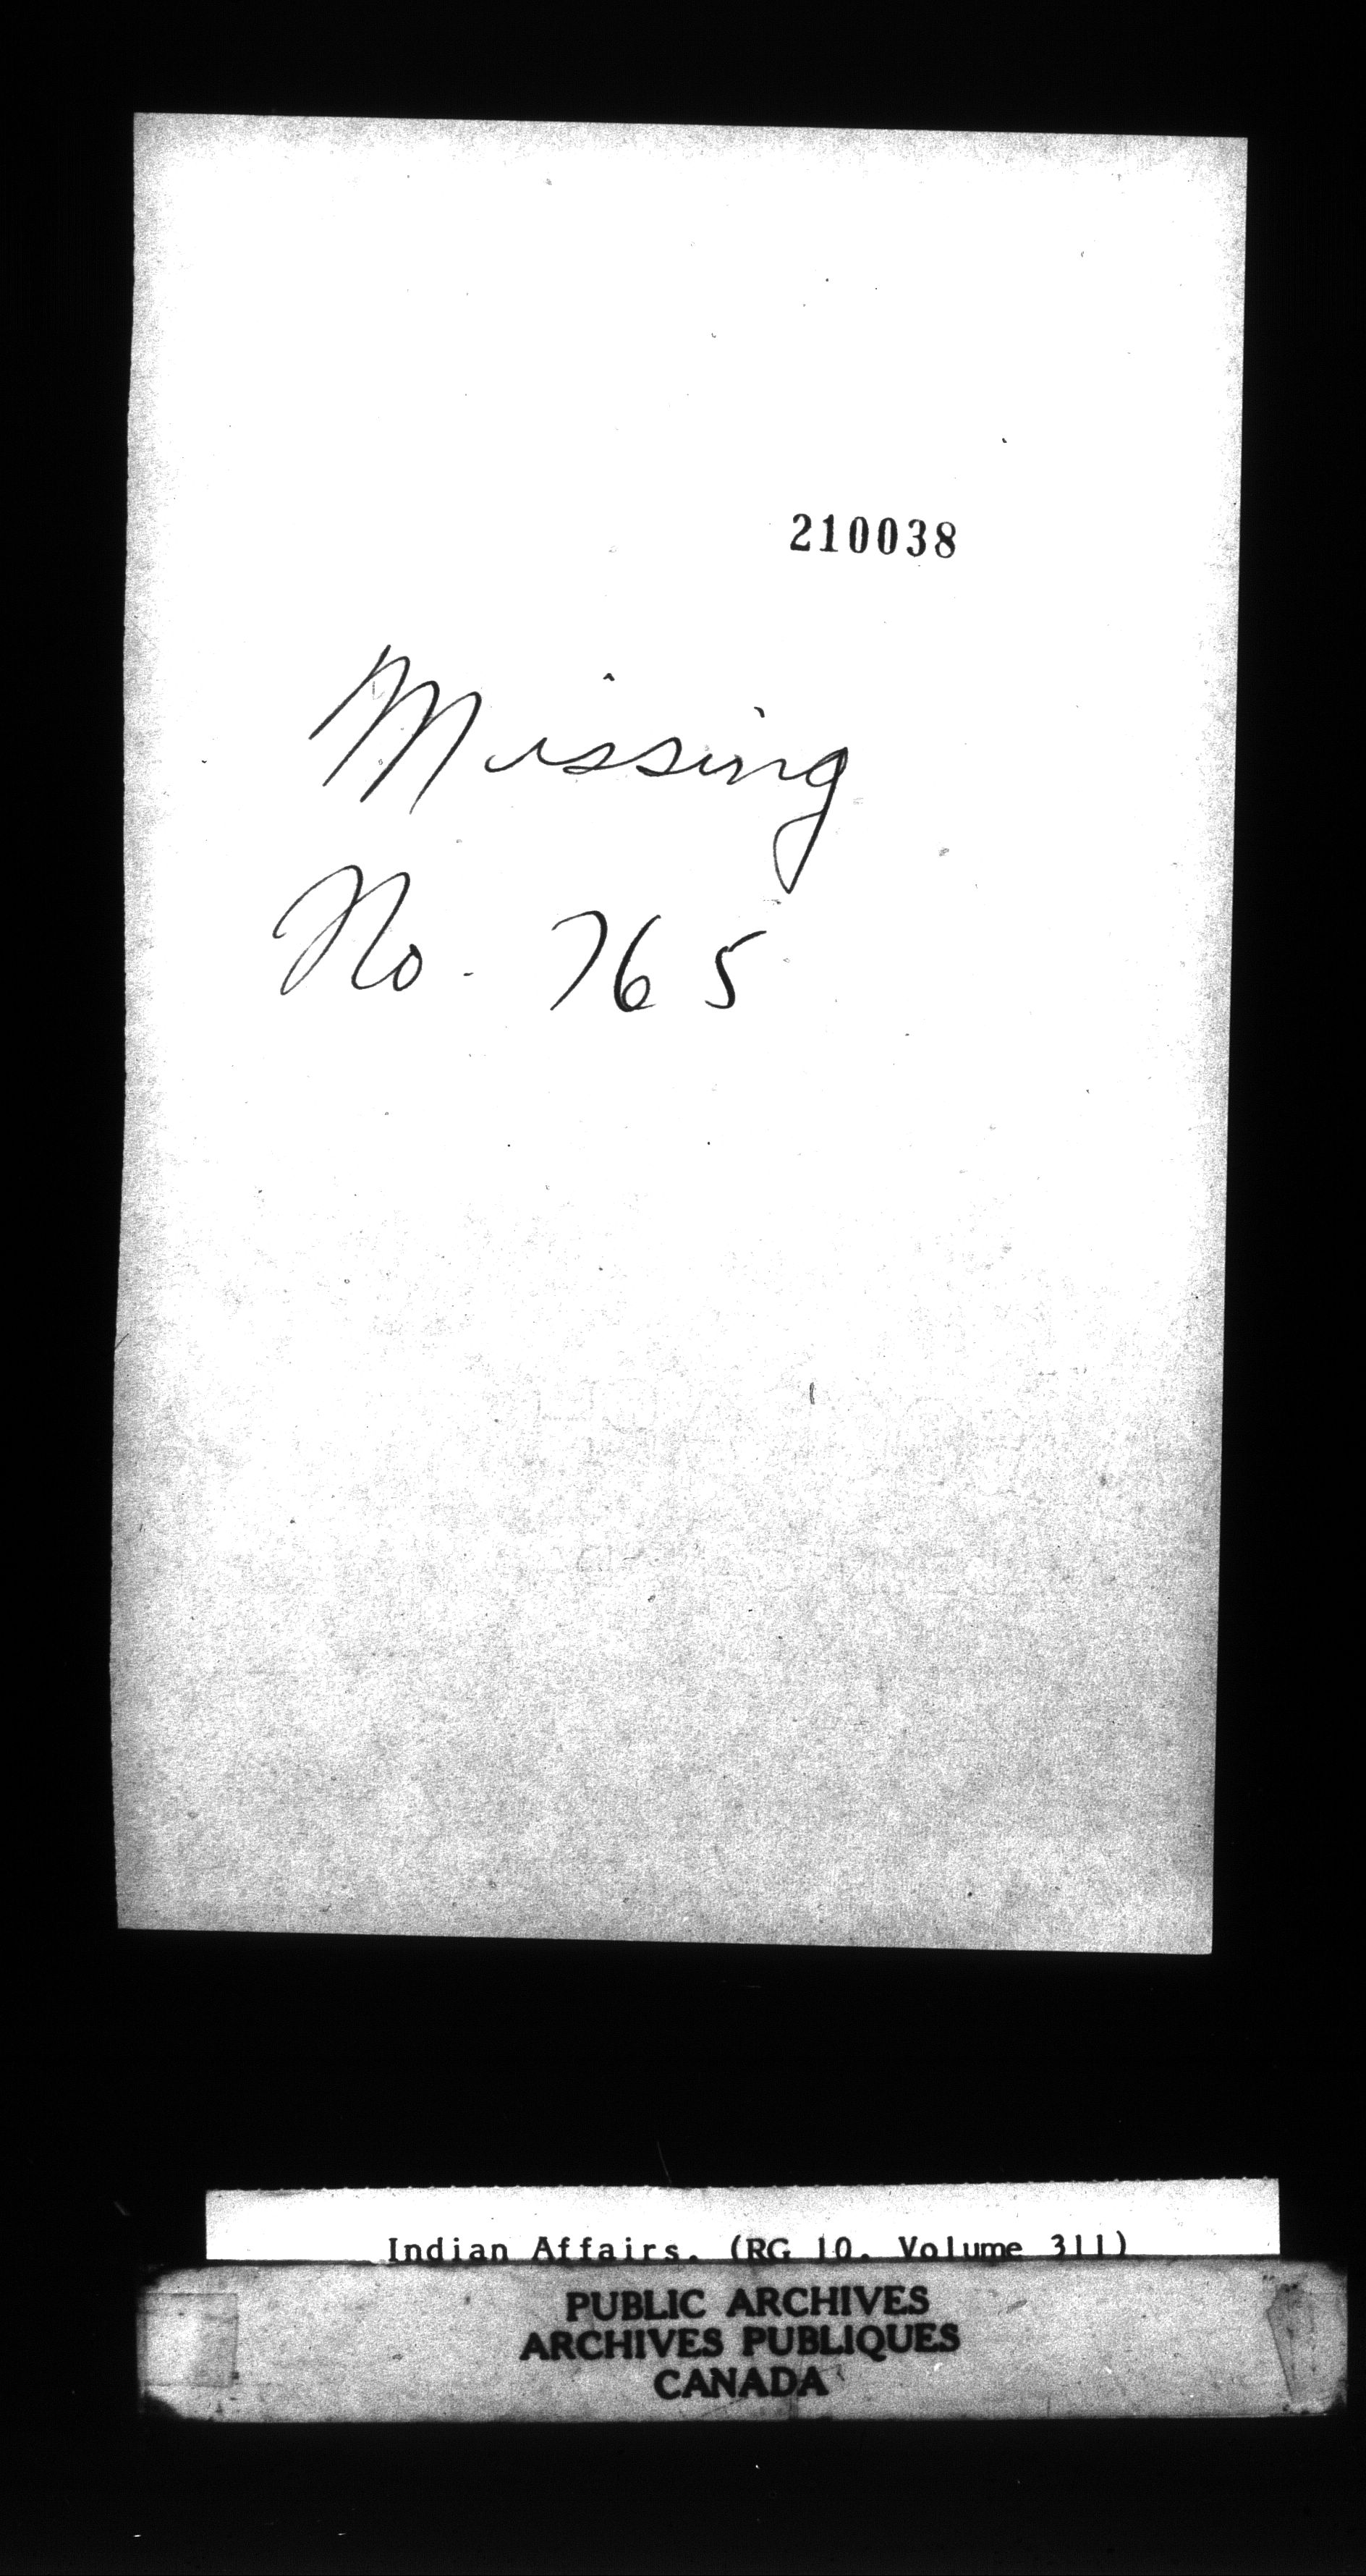 210038
Missing
No. 765
Indian Affairs. (RG 10, Volume 311)
PUBLIC ARCHIVES
ARCHIVES PUBLIQUES
CANADA